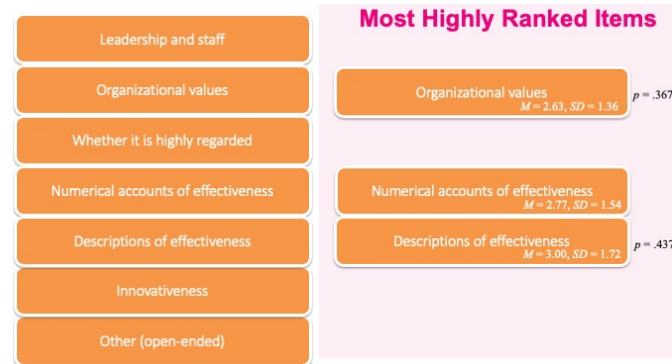 Leadership and staff
Organizational values
Whether it is highly regarded
Numerical accounts of effectiveness
Descriptions of effectiveness
Innovativeness
Other (open-ended)
Most Highly Ranked Items
Organizational values
M = 2.63, SD = 1.36
p = .367
Numerical accounts of effectiveness
M = 2.77, SD = 1.54
Descriptions of effectiveness
M = 3.00, SD = 1.72
p = .437